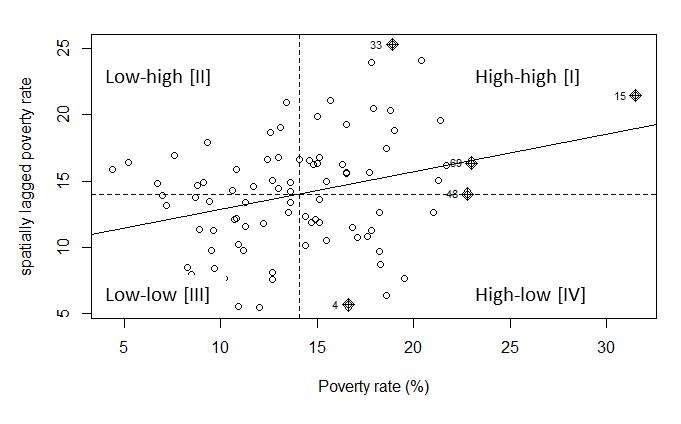 25
33
Low-high [II]
High-high [I]
15
20
spatially lagged poverty rate
15
69
48
10
Low-low [III]
High-low [IV]
4
5
5
10
15
20
25
30
Poverty rate (%)